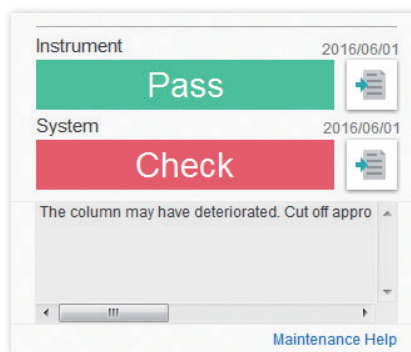 Instrument
2016/06/01
Pass
System
2016/06/01
Check
The column may have deteriorated. Cut off appro
Maintenance Help